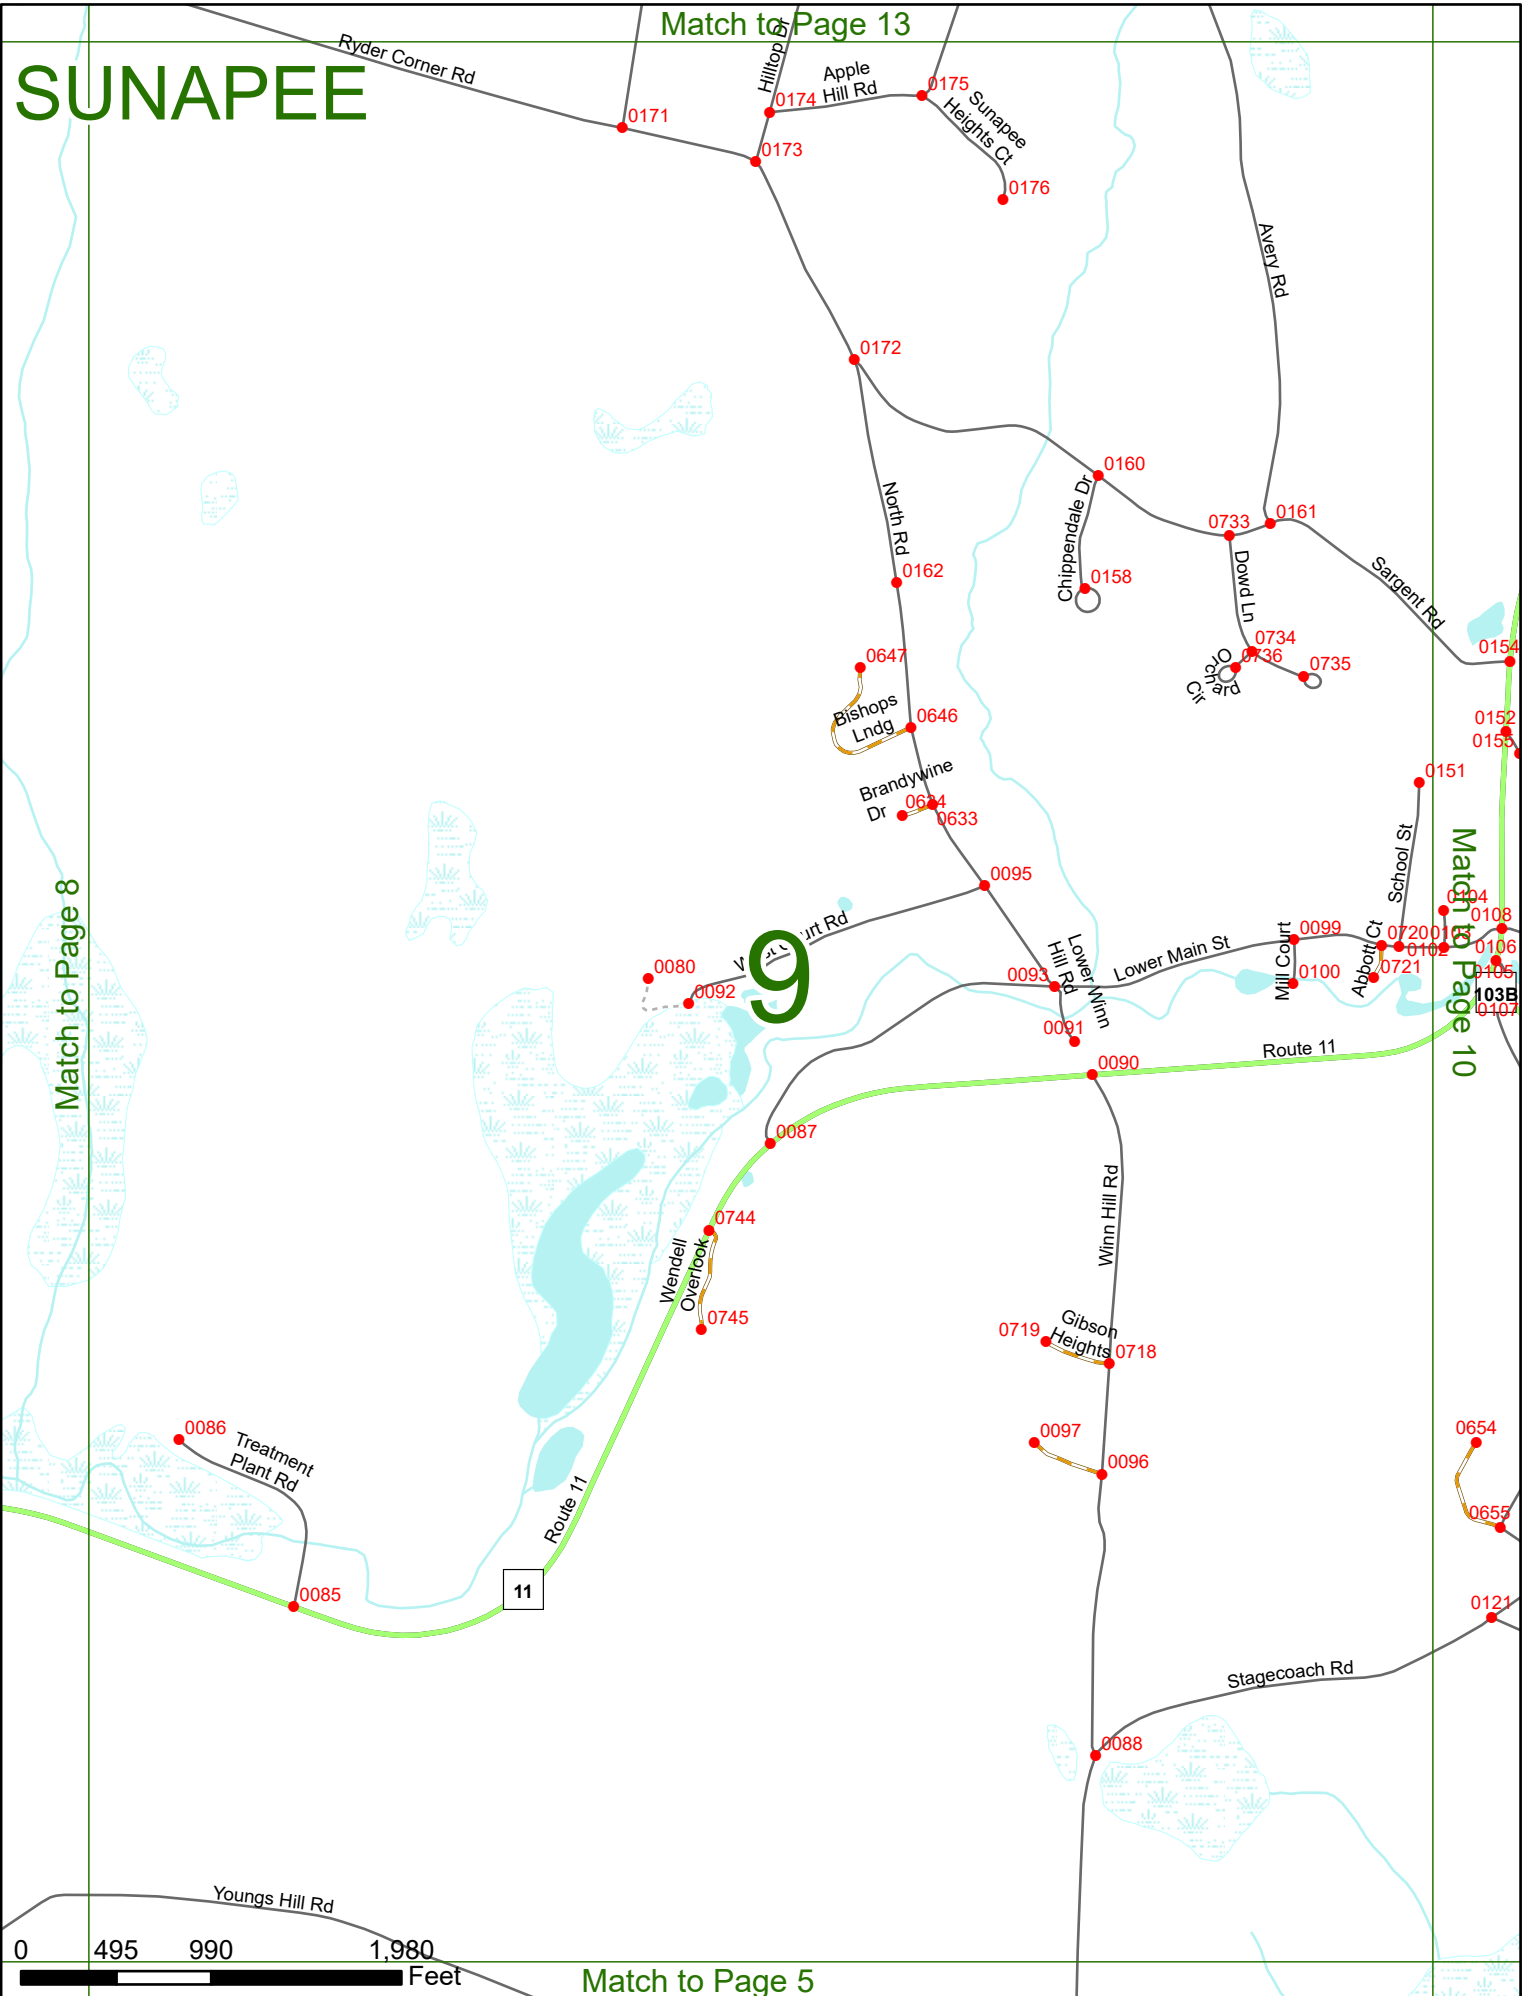 Match to Page 13
SUNAPEE
Ryder Corner Rd
Hilltop Dr
Apple
Hill Rd
0175
Sunapee
Heights Ct
0174
0171
0173
0176
Avery Rd
0172
0160
Chippendale Dr
North Rd
0733
0161
Dowd Ln
Sargent Rd
0162
0158
0734
0736
0735
Orchard
Cir
0154
0647
Bishops
Lndg
0646
0152
0155
Brandywine
Dr
0634
0633
0151
School St
0095
0104
0108
Match to Page 8
Match to Page 10
9
0080
0092
0093
Lower Winn
Hill Rd
Lower Main St
Mill Court
0099
0100
Abbott Ct
0720
0103
0102
0721
0106
0105
103B
0107
0091
0090
Route 11
0087
0744
Wendell
Overlook
0745
Winn Hill Rd
0719
Gibson
Heights
0718
0086
Treatment
Plant Rd
0097
0096
0654
0655
Route 11
11
0085
0121
Stagecoach Rd
0088
Youngs Hill Rd
0 495 990 1,980
Feet
Match to Page 5